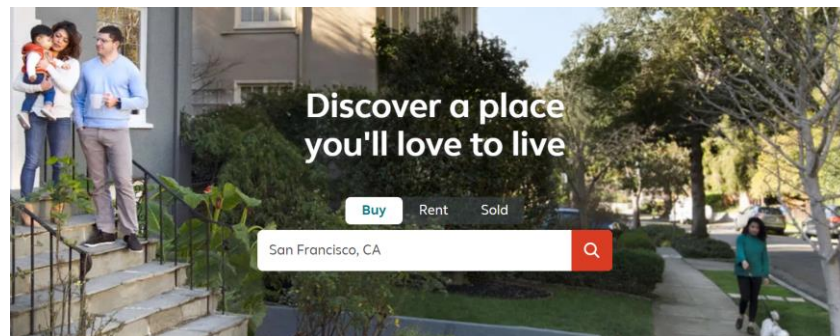 Discover a place
you'll love to live
Buy Rent Sold
San Francisco, CA